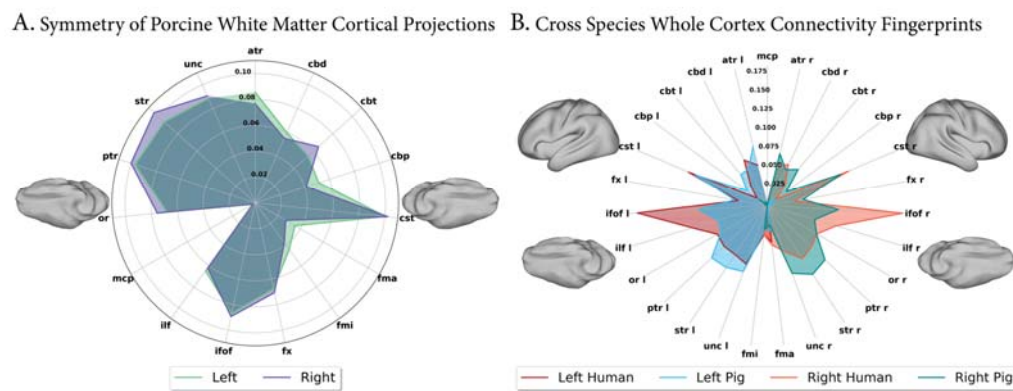 A. Symmetry of Porcine White Matter Cortical Projections
atr
unc
cbd
0.10
str
cbt
0.08
0.06
ptr
0.04
cbp
0.02
or
cst
mcp
fma
ilf
fmi
ifof
fx
Left
Right
B. Cross Species Whole Cortex Connectivity Fingerprints
mcp
atr l
atr r
0.175
cbd l
cbd r
0.150
cbt l
cbt r
0.125
cbp l
0.100
cbp r
0.075
cst l
0.050
cst r
0.025
fx l
fx r
ifof l
ifof r
ilf l
ilf r
or l
or r
ptr l
ptr r
str l
str r
unc l
unc r
fmi
fma
Left Human
Left Pig
Right Human
Right Pig